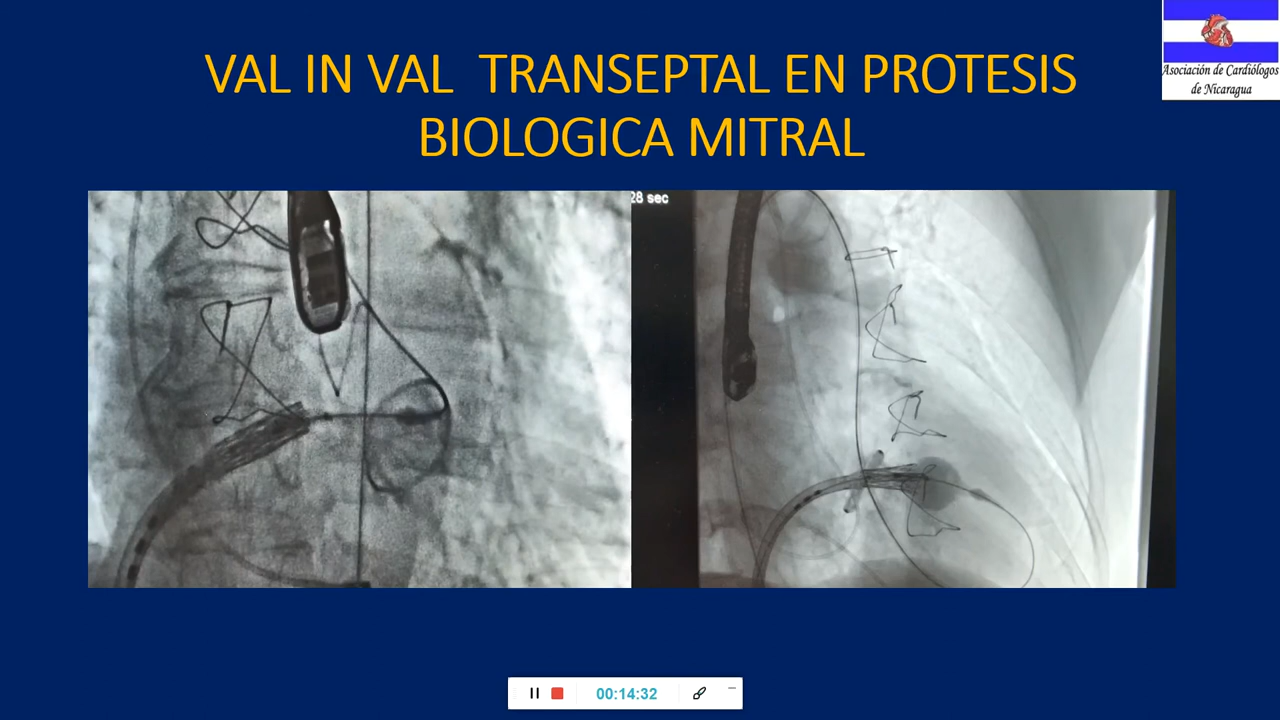 VAL IN VAL TRANSEPTAL EN PROTESIS
BIOLOGICA MITRAL
Asociación de Cardiólogos
de Nicaragua
28 sec
00:14:32